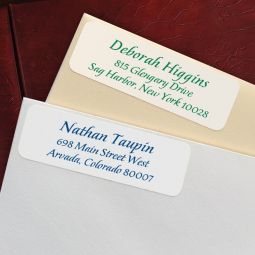 Deborah Higgins
815 Glengary Drive
Sag Harbor, New York 10028
Nathan Taupin
698 Main Street West
Arvada, Colorado 80007